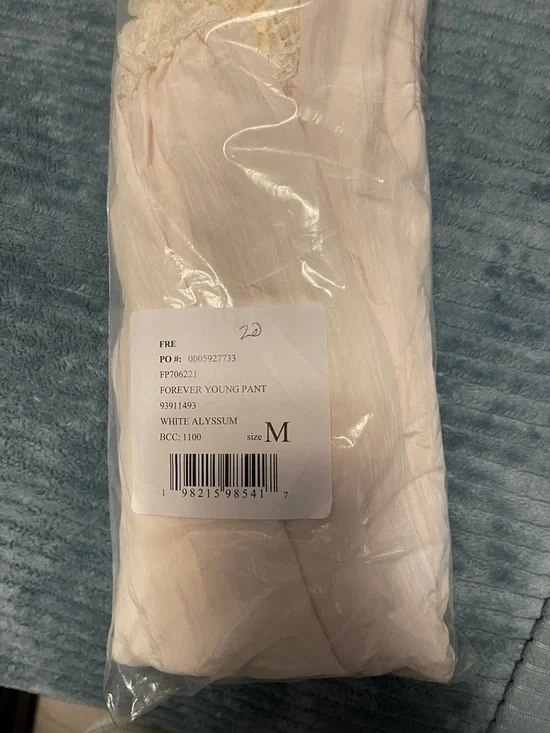 20
FRE
PO #: 0005927733
FP706221
FOREVER YOUNG PANT
93911493
WHITE ALYSSUM
BCC: 1100 size M
1 98215 98541 7